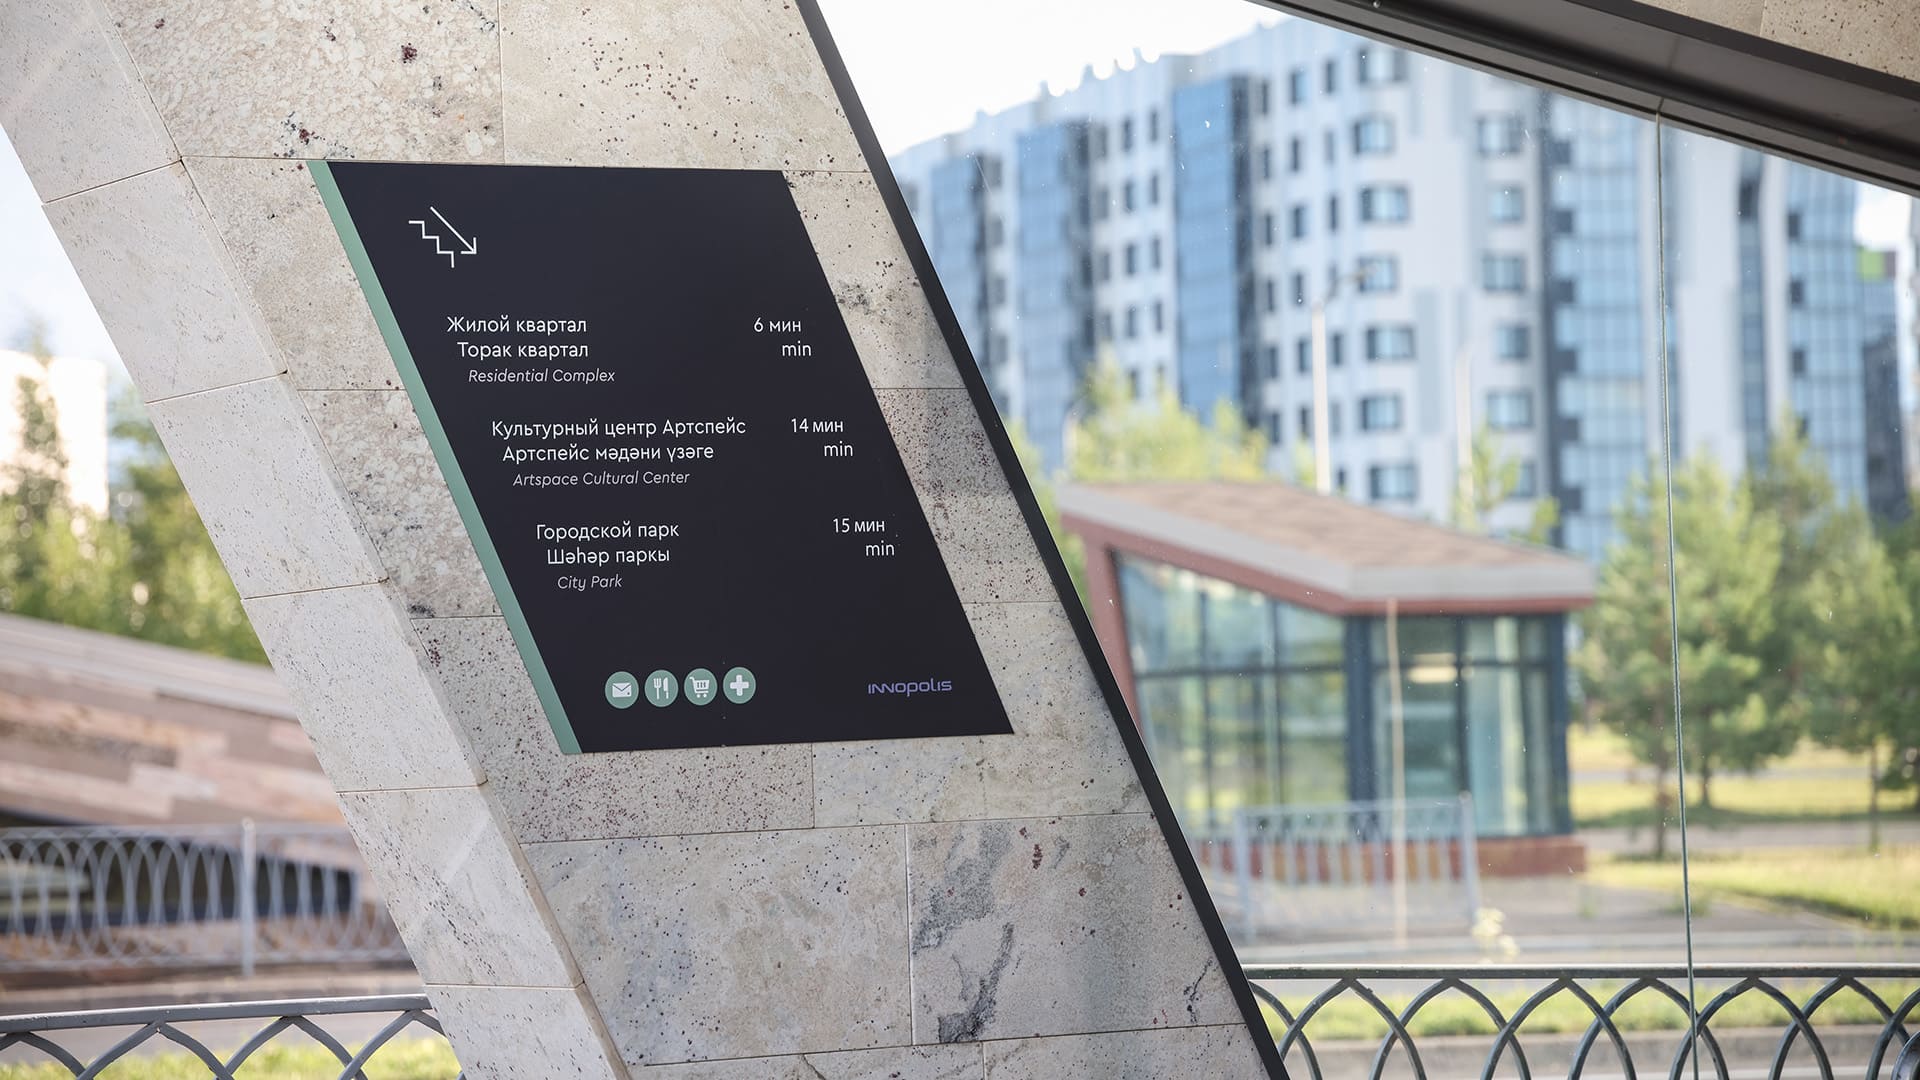 Жилой квартал 6 мин
Торак квартал min
Residential Complex
Культурный центр Артспейс 14 мин
Артспейс мәдәни үзәге min
Artspace Cultural Center
Городской парк 15 мин
Шәһәр паркы min
City Park
INNOPOLIS